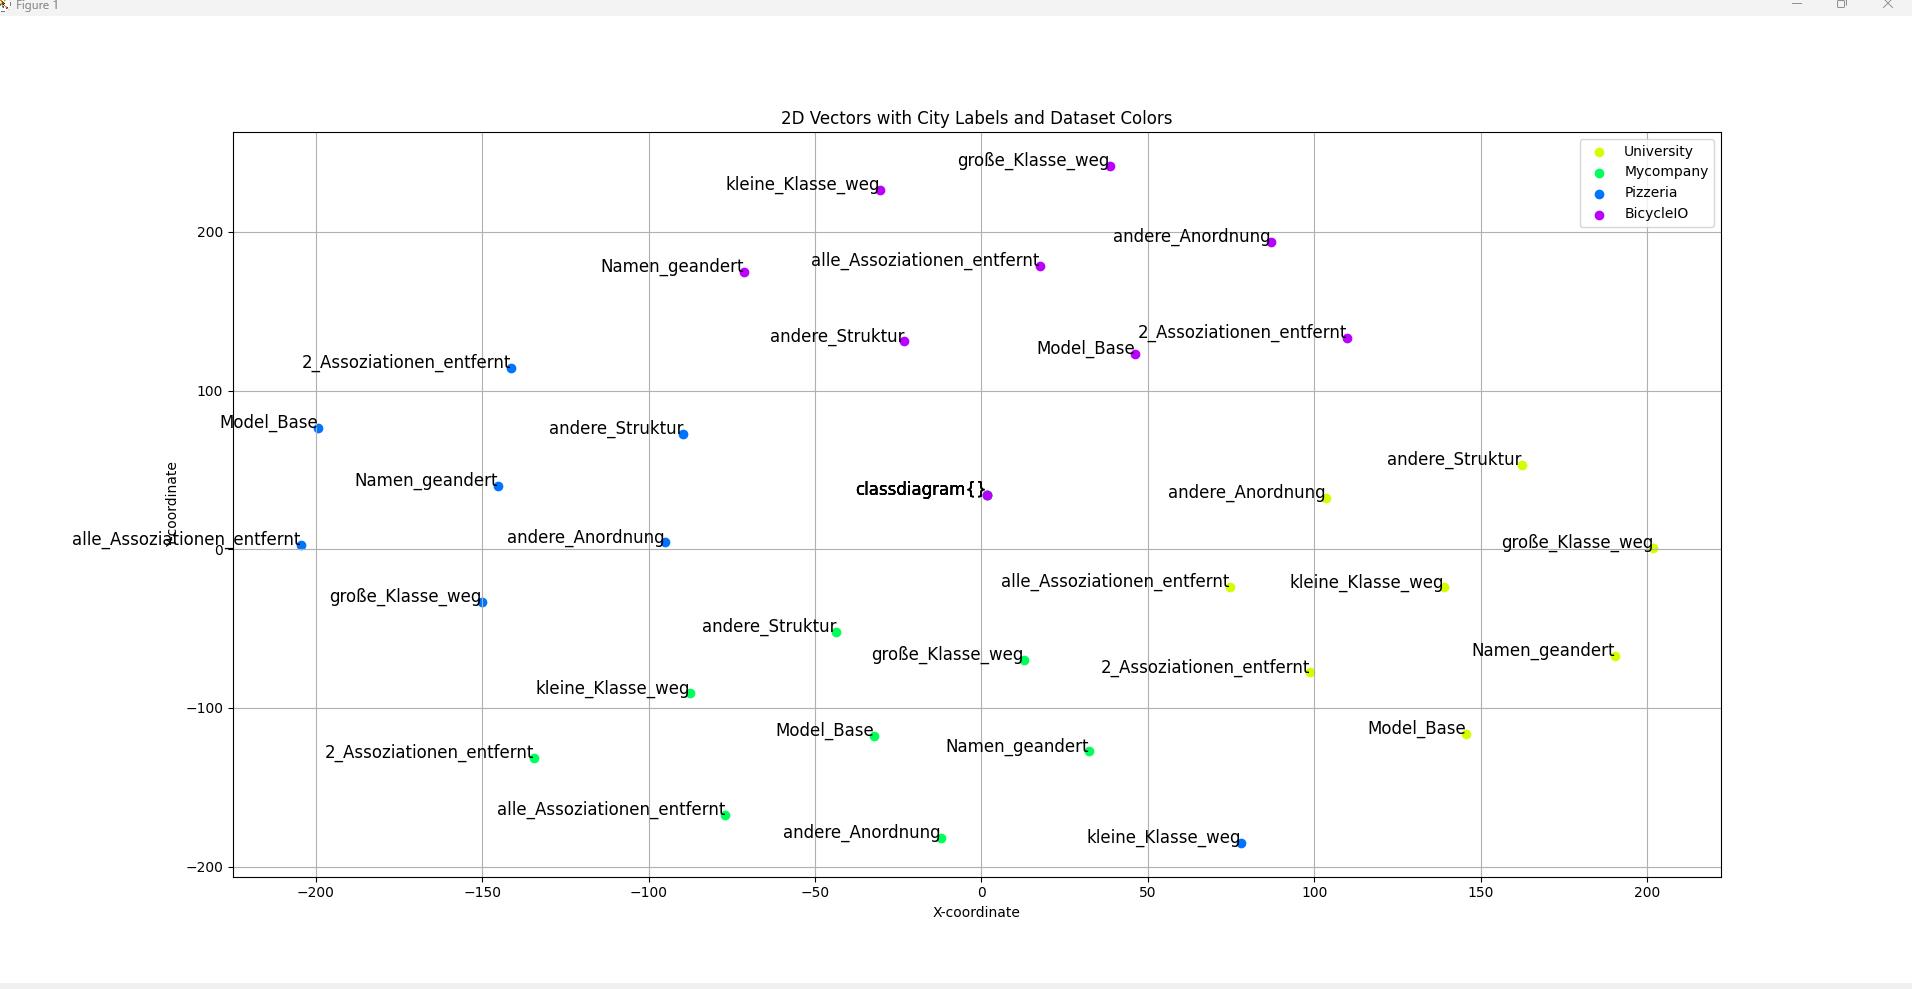 Figure 1
2D Vectors with City Labels and Dataset Colors
University
Mycompany
Pizzeria
BicycleIO
große_Klasse_weg
kleine_Klasse_weg
andere_Anordnung
alle_Assoziationen_entfernt
Namen_geandert
andere_Struktur
2_Assoziationen_entfernt
Model_Base
2_Assoziationen_entfernt
Model_Base
andere_Struktur
Namen_geandert
classdiagram{}
andere_Struktur
andere_Anordnung
alle_Assoziationen_entfernt
andere_Anordnung
große_Klasse_weg
große_Klasse_weg
alle_Assoziationen_entfernt
kleine_Klasse_weg
andere_Struktur
große_Klasse_weg
2_Assoziationen_entfernt
Namen_geandert
kleine_Klasse_weg
Model_Base
Namen_geandert
Model_Base
2_Assoziationen_entfernt
alle_Assoziationen_entfernt
andere_Anordnung
kleine_Klasse_weg
200
100
0
−100
−200
−200 −150 −100 −50 0 50 100 150 200
X-coordinate